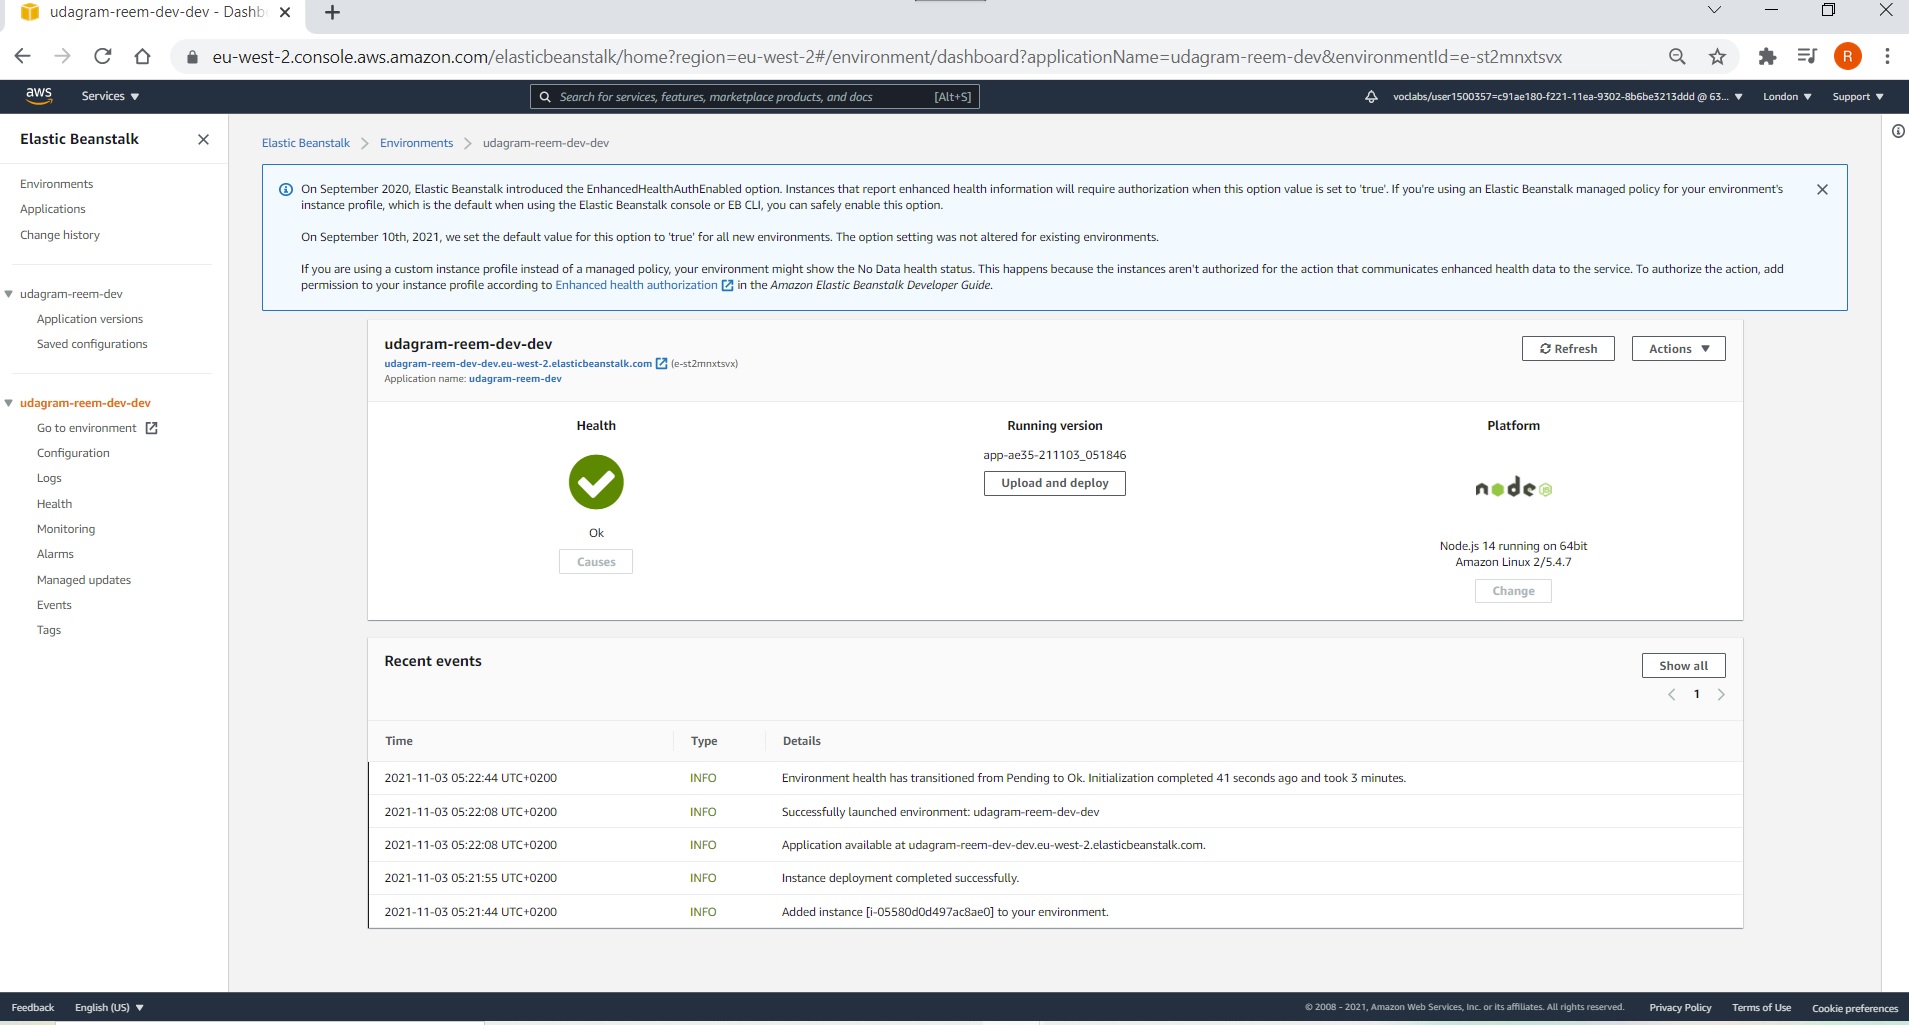 udagram-reem-dev-dev - Dashb
eu-west-2.console.aws.amazon.com/elasticbeanstalk/home?region=eu-west-2#/environment/dashboard?applicationName=udagram-reem-dev&environmentId=e-st2mnxtsvx
R
aws
Services
Search for services, features, marketplace products, and docs [Alt+S]
voclabs/user1500357=c91ae180-f221-11ea-9302-8b6be3213ddd @ 63...
London
Support
Elastic Beanstalk
Environments
Applications
Change history
udagram-reem-dev
Application versions
Saved configurations
udagram-reem-dev-dev
Go to environment
Configuration
Logs
Health
Monitoring
Alarms
Managed updates
Events
Tags
Elastic Beanstalk > Environments > udagram-reem-dev-dev
On September 2020, Elastic Beanstalk introduced the EnhancedHealthAuthEnabled option. Instances that report enhanced health information will require authorization when this option value is set to 'true'. If you're using an Elastic Beanstalk managed policy for your environment's
instance profile, which is the default when using the Elastic Beanstalk console or EB CLI, you can safely enable this option.
On September 10th, 2021, we set the default value for this option to 'true' for all new environments. The option setting was not altered for existing environments.
If you are using a custom instance profile instead of a managed policy, your environment might show the No Data health status. This happens because the instances aren't authorized for the action that communicates enhanced health data to the service. To authorize the action, add
permission to your instance profile according to Enhanced health authorization in the Amazon Elastic Beanstalk Developer Guide.
udagram-reem-dev-dev
udagram-reem-dev-dev.eu-west-2.elasticbeanstalk.com (e-st2mnxtsvx)
Application name: udagram-reem-dev
Refresh
Actions
Health
Ok
Causes
Running version
app-ae35-211103_051846
Upload and deploy
Platform
node JS
Node.js 14 running on 64bit
Amazon Linux 2/5.4.7
Change
Recent events
Show all
1
Time Type Details
2021-11-03 05:22:44 UTC+0200 INFO Environment health has transitioned from Pending to Ok. Initialization completed 41 seconds ago and took 3 minutes.
2021-11-03 05:22:08 UTC+0200 INFO Successfully launched environment: udagram-reem-dev-dev
2021-11-03 05:22:08 UTC+0200 INFO Application available at udagram-reem-dev-dev.eu-west-2.elasticbeanstalk.com.
2021-11-03 05:21:55 UTC+0200 INFO Instance deployment completed successfully.
2021-11-03 05:21:44 UTC+0200 INFO Added instance [i-05580d0d497ac8ae0] to your environment.
Feedback English (US)
© 2008 - 2021, Amazon Web Services, Inc. or its affiliates. All rights reserved. Privacy Policy Terms of Use Cookie preferences